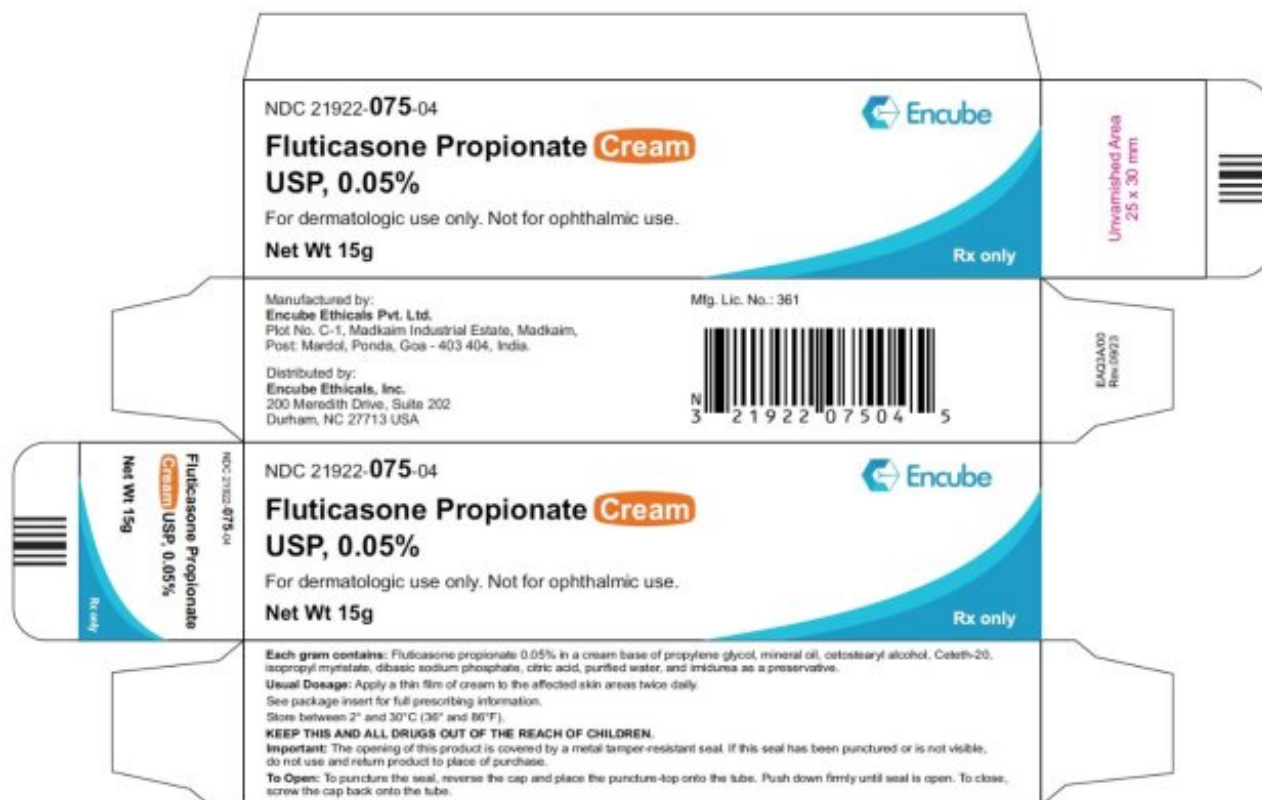 NDC 21922-075-04
Encube
Fluticasone Propionate Cream
USP, 0.05%
For dermatologic use only. Not for ophthalmic use.
Net Wt 15g
Rx only
Unvarnished Area
25 x 30 mm
Manufactured by:
Encube Ethicals Pvt. Ltd.
Plot No. C-1, Madkaim Industrial Estate, Madkaim,
Post: Mardol, Ponda, Goa - 403 404, India.
Distributed by:
Encube Ethicals, Inc.
200 Meredith Drive, Suite 202
Durham, NC 27713 USA
Mfg. Lic. No.: 361
N
3 21922 07504 5
EAQ3A/00
Rev.09/23
NDC 21922-075-04
Fluticasone Propionate
Cream USP, 0.05%
Net Wt 15g
Rx only
NDC 21922-075-04
Encube
Fluticasone Propionate Cream
USP, 0.05%
For dermatologic use only. Not for ophthalmic use.
Net Wt 15g
Rx only
Each gram contains: Fluticasone propionate 0.05% in a cream base of propylene glycol, mineral oil, cetostearyl alcohol, Ceteth-20,
isopropyl myristate, dibasic sodium phosphate, citric acid, purified water, and imidurea as a preservative.
Usual Dosage: Apply a thin film of cream to the affected skin areas twice daily.
See package insert for full prescribing information.
Store between 2° and 30°C (36° and 86°F).
KEEP THIS AND ALL DRUGS OUT OF THE REACH OF CHILDREN.
Important: The opening of this product is covered by a metal tamper-resistant seal. If this seal has been punctured or is not visible,
do not use and return product to place of purchase.
To Open: To puncture the seal, reverse the cap and place the puncture-top onto the tube. Push down firmly until seal is open. To close,
screw the cap back onto the tube.